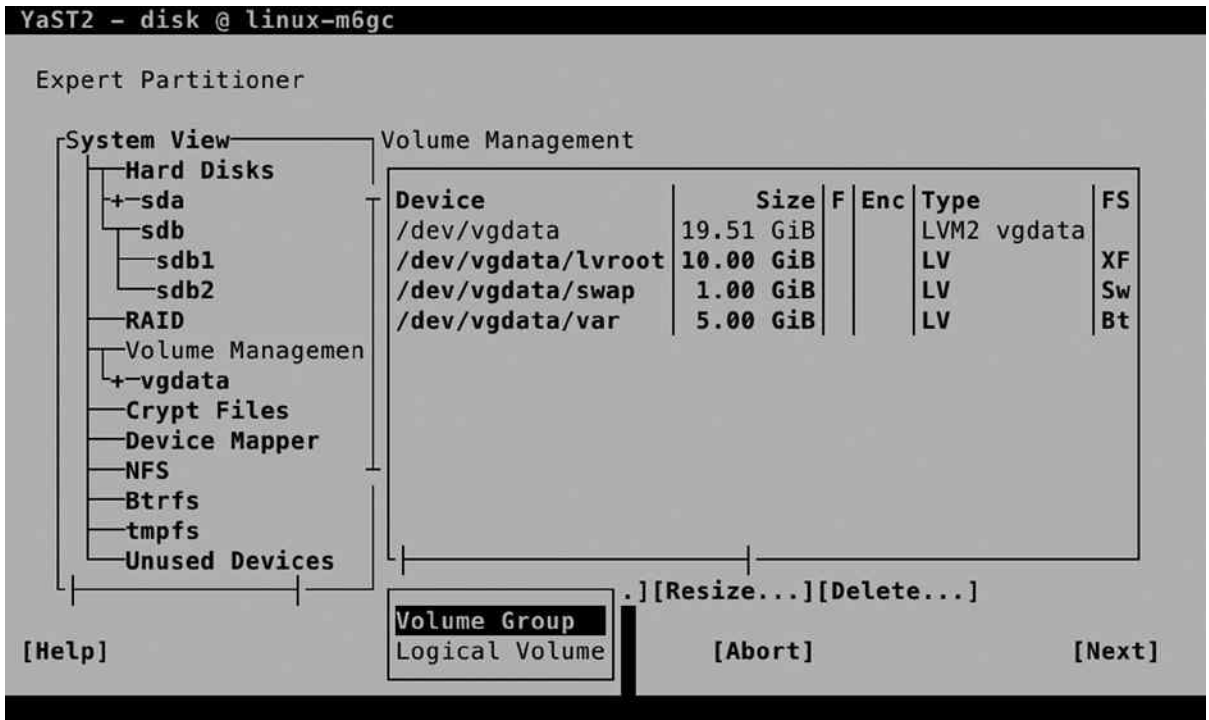 YaST2 – disk @ linux–m6gc
Expert Partitioner
System View
Hard Disks
+ sda
sdb
sdb1
sdb2
RAID
Volume Managemen
+ vgdata
Crypt Files
Device Mapper
NFS
Btrfs
tmpfs
Unused Devices
Volume Management
Device Size F Enc Type FS
/dev/vgdata 19.51 GiB LVM2 vgdata
/dev/vgdata/lvroot 10.00 GiB LV XF
/dev/vgdata/swap 1.00 GiB LV Sw
/dev/vgdata/var 5.00 GiB LV Bt
.][Resize...][Delete...]
Volume Group
Logical Volume
[Help] [Abort] [Next]